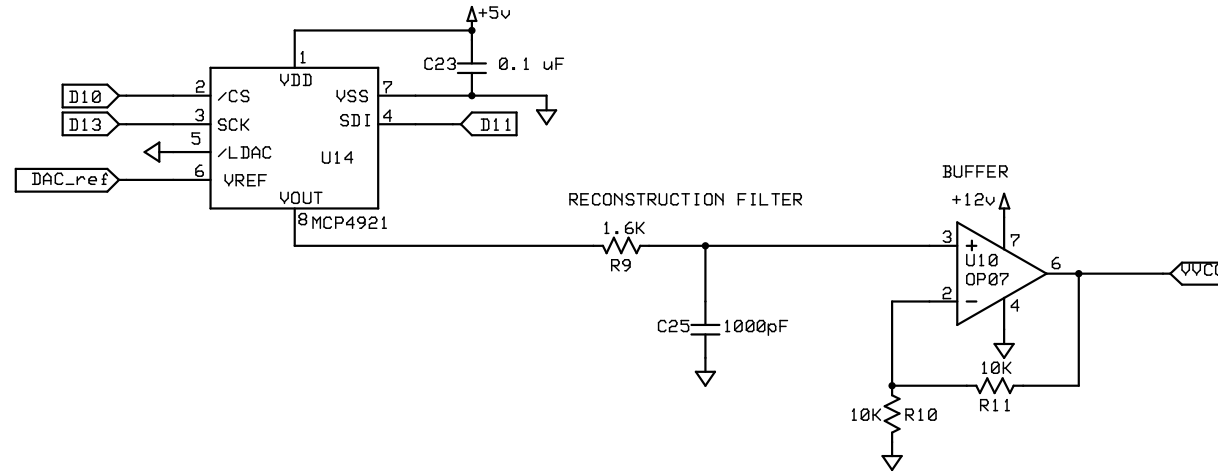 +5v
1
C23 0.1 uF
VDD
D10
2
/CS
VSS
7
D13
3
SCK
SDI
4
D11
5
/LDAC
U14
DAC_ref
6
VREF
VOUT
8
MCP4921
RECONSTRUCTION FILTER
BUFFER
+12v
1.6K
R9
3
+
7
U10
OP07
6
2
-
4
C25
1000pF
10K
R11
10K
R10